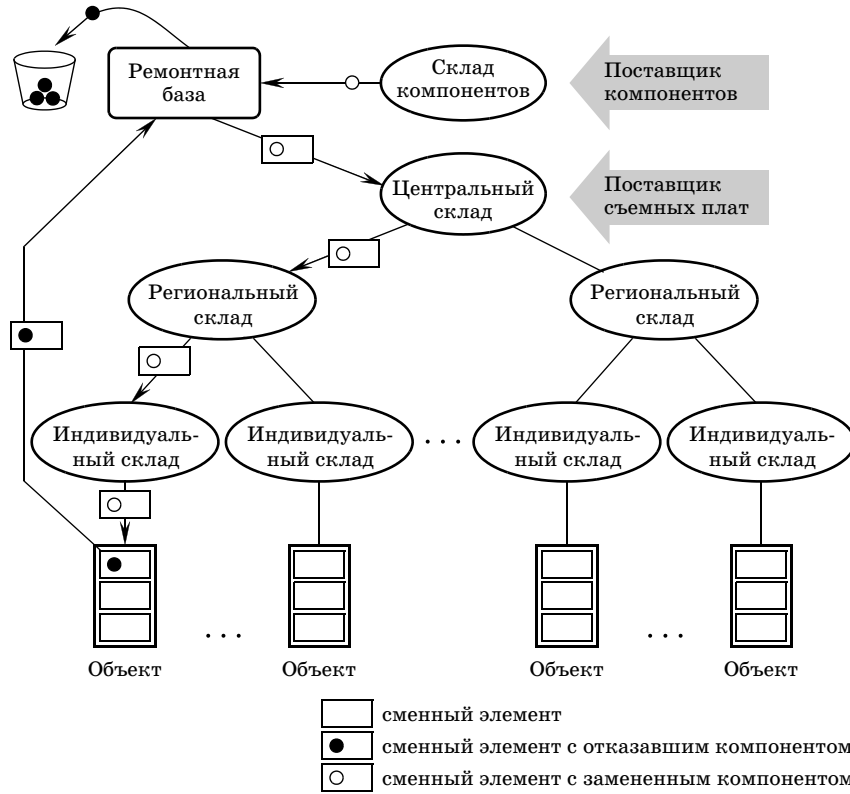 Ремонтная
база
Склад
компонентов
Поставщик
компонентов
Центральный
склад
Поставщик
съемных плат
Региональный
склад
Региональный
склад
Индивидуаль-
ный склад
Индивидуаль-
ный склад
. . .
Индивидуаль-
ный склад
Индивидуаль-
ный склад
. . .
. . .
Объект
Объект
Объект
Объект
сменный элемент
сменный элемент с отказавшим компонентом
сменный элемент с замененным компонентом